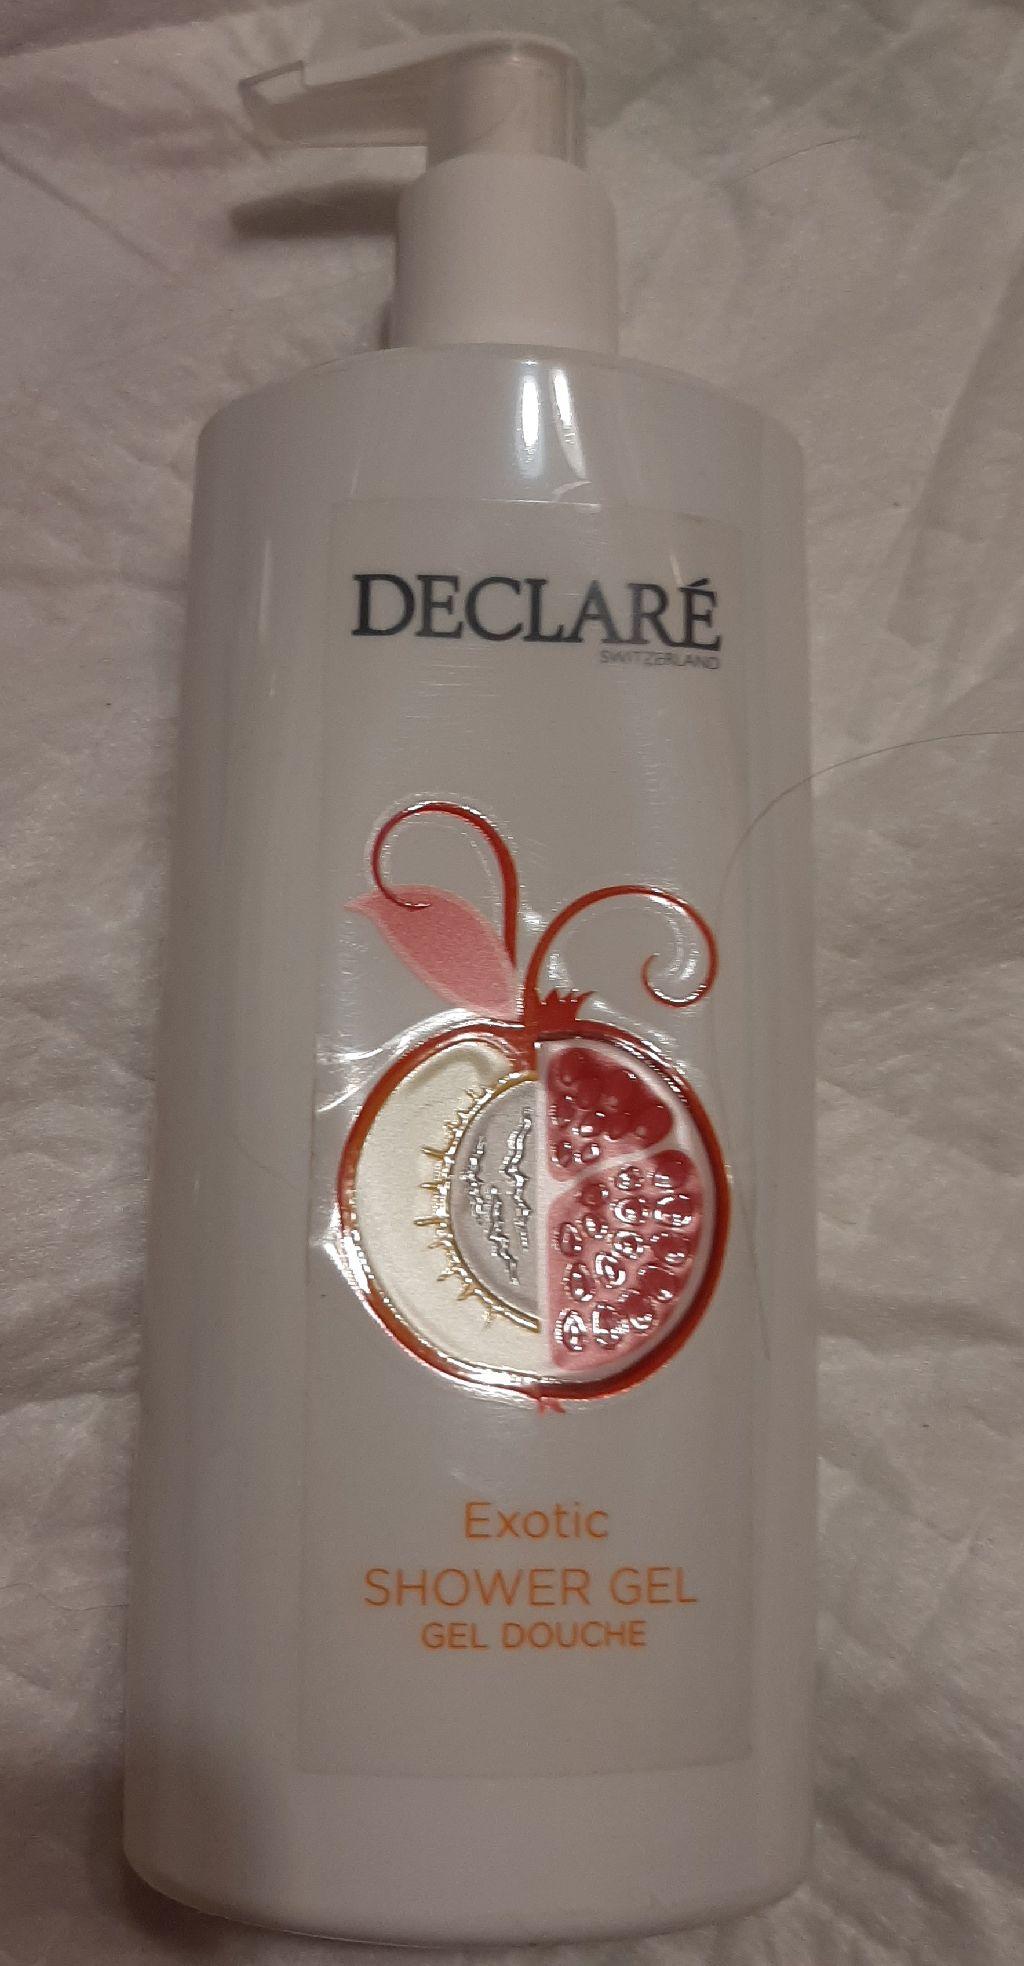 DECLARÉ
SWITZERLAND
Exotic
SHOWER GEL
GEL DOUCHE